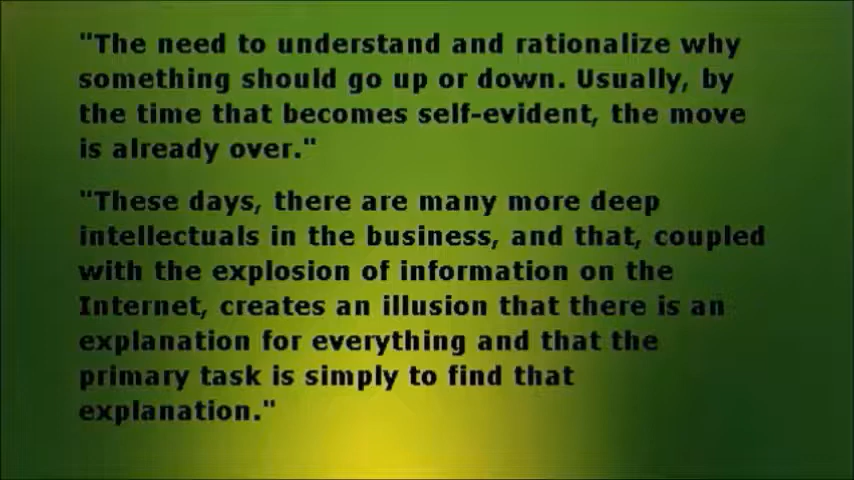 "The need to understand and rationalize why
something should go up or down. Usually, by
the time that becomes self-evident, the move
is already over."
"These days, there are many more deep
intellectuals in the business, and that, coupled
with the explosion of information on the
Internet, creates an illusion that there is an
explanation for everything and that the
primary task is simply to find that
explanation."